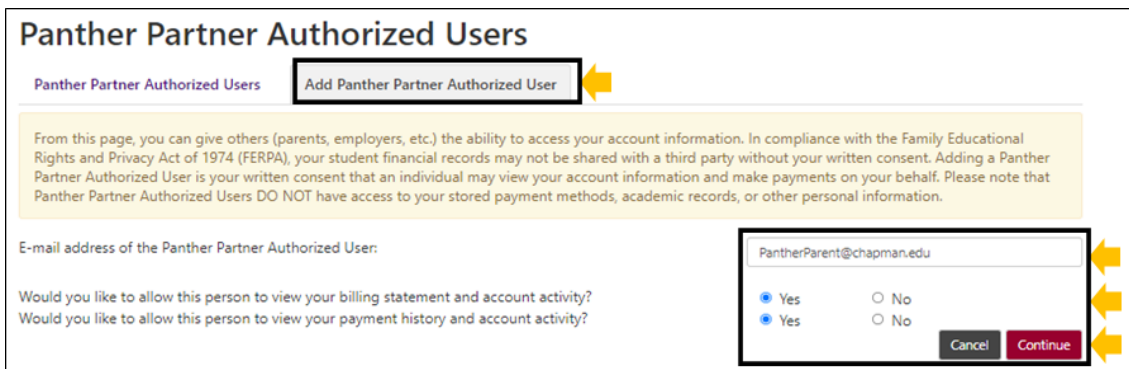 Panther Partner Authorized Users
Panther Partner Authorized Users
Add Panther Partner Authorized User
From this page, you can give others (parents, employers, etc.) the ability to access your account information. In compliance with the Family Educational
Rights and Privacy Act of 1974 (FERPA), your student financial records may not be shared with a third party without your written consent. Adding a Panther
Partner Authorized User is your written consent that an individual may view your account information and make payments on your behalf. Please note that
Panther Partner Authorized Users DO NOT have access to your stored payment methods, academic records, or other personal information.
E-mail address of the Panther Partner Authorized User:
PantherParent@chapman.edu
Would you like to allow this person to view your billing statement and account activity?
Yes No
Would you like to allow this person to view your payment history and account activity?
Yes No
Cancel Continue